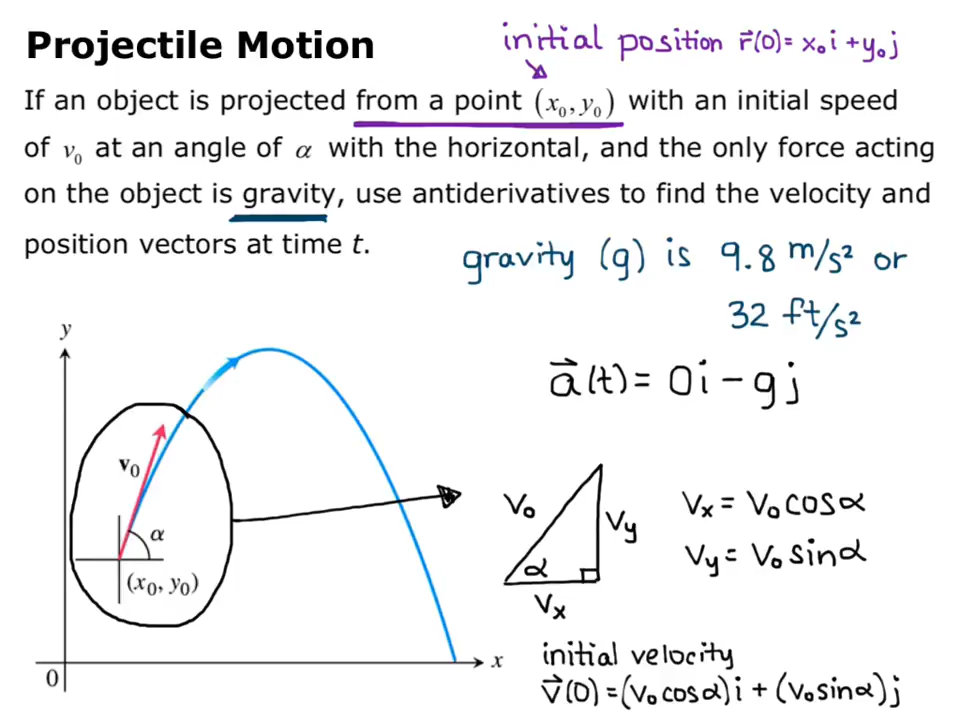 Projectile Motion
initial position r⃗(0)= x₀i + y₀j
If an object is projected from a point (x₀, y₀) with an initial speed
of v₀ at an angle of α with the horizontal, and the only force acting
on the object is gravity, use antiderivatives to find the velocity and
position vectors at time t.
gravity (g) is 9.8 m/s² or
32 ft/s²
a⃗(t)= 0i - gj
y
v₀
α
(x₀, y₀)
0
x
V₀
Vy
α
Vx
Vx = V₀cosα
Vy = V₀sinα
initial velocity
V⃗(0)=(V₀cosα)i + (V₀sinα)j